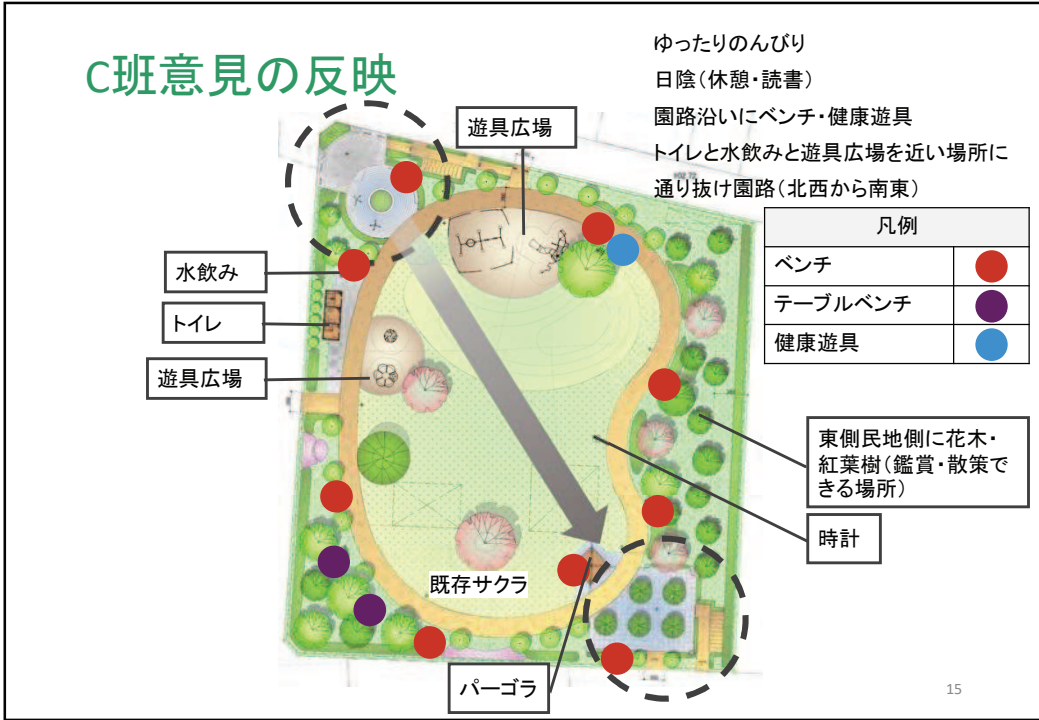 C班意見の反映
ゆったりのんびり
日陰(休憩・読書)
園路沿いにベンチ・健康遊具
トイレと水飲みと遊具広場を近い場所に
通り抜け園路(北西から南東)
遊具広場
凡例
ベンチ
テーブルベンチ
健康遊具
水飲み
トイレ
遊具広場
東側民地側に花木・
紅葉樹(鑑賞・散策で
きる場所)
時計
既存サクラ
パーゴラ
15